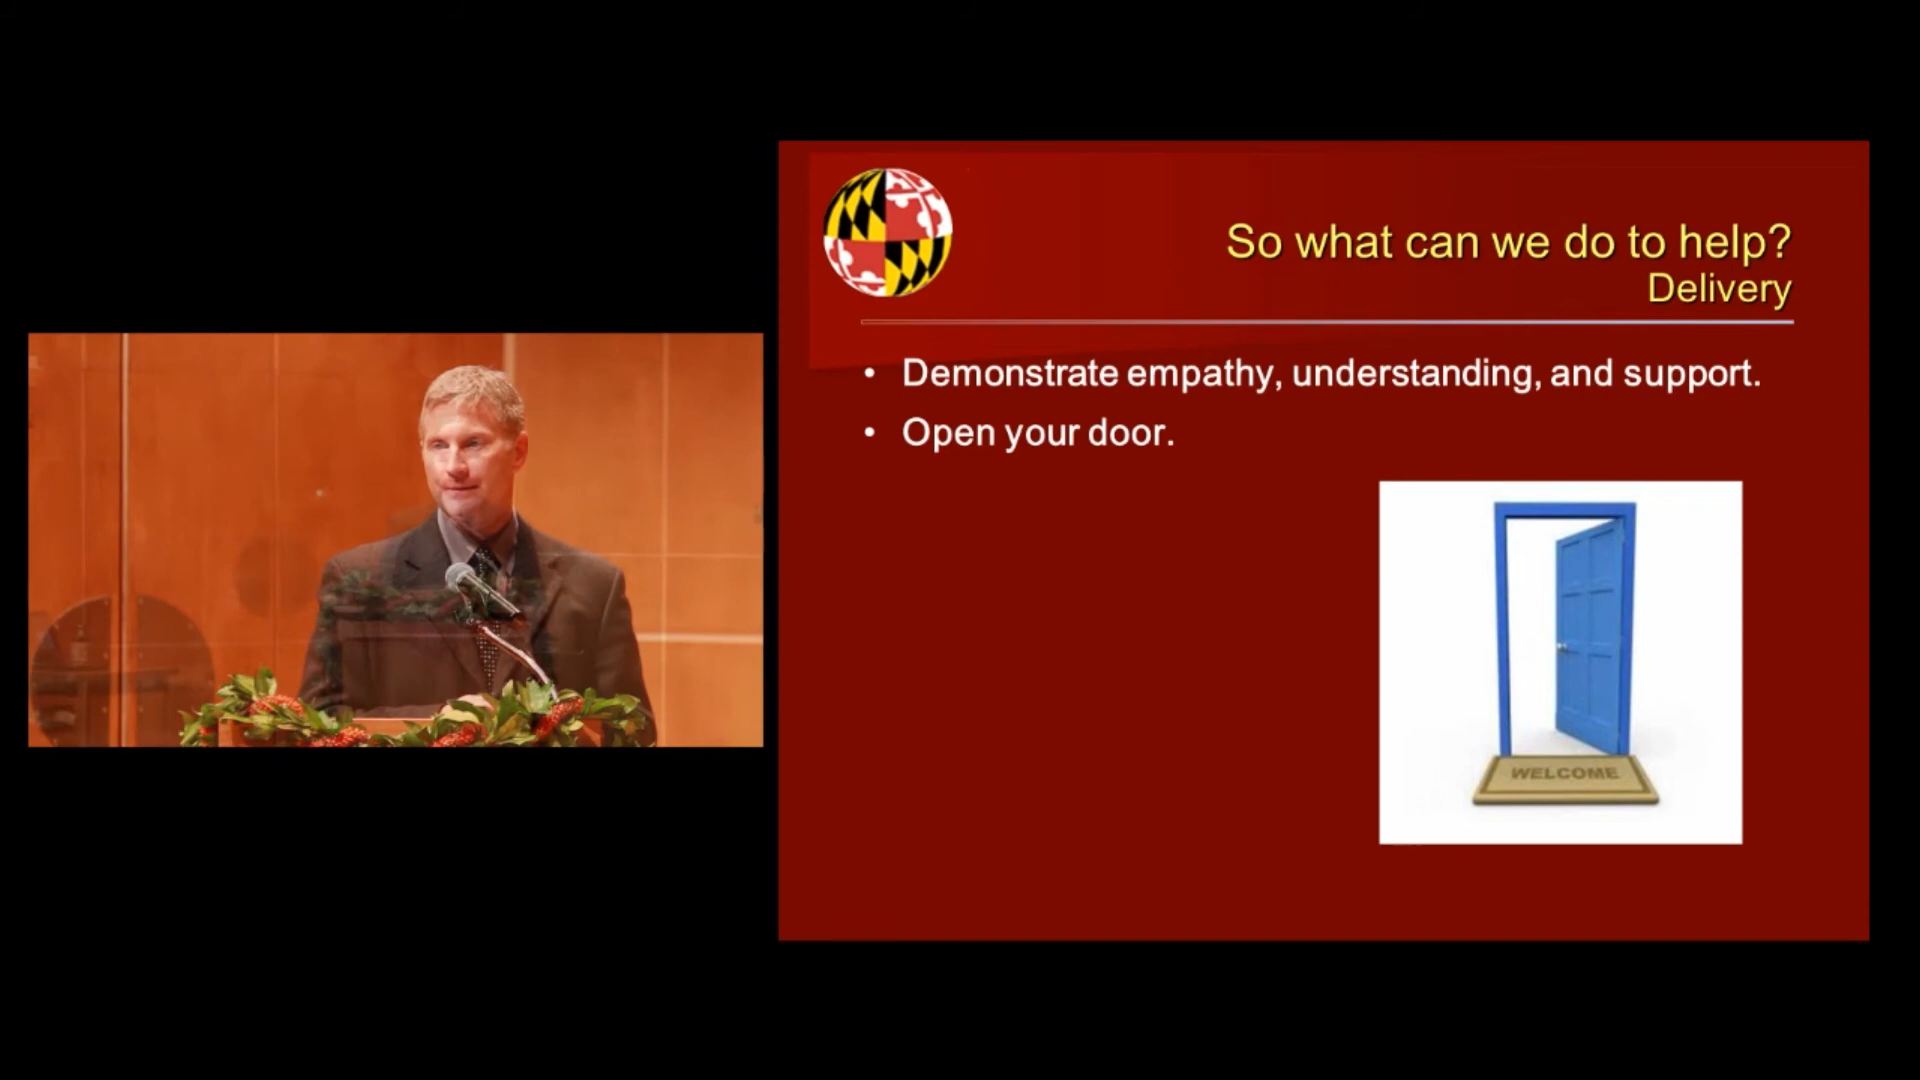 So what can we do to help?
Delivery
• Demonstrate empathy, understanding, and support.
• Open your door.
WELCOME